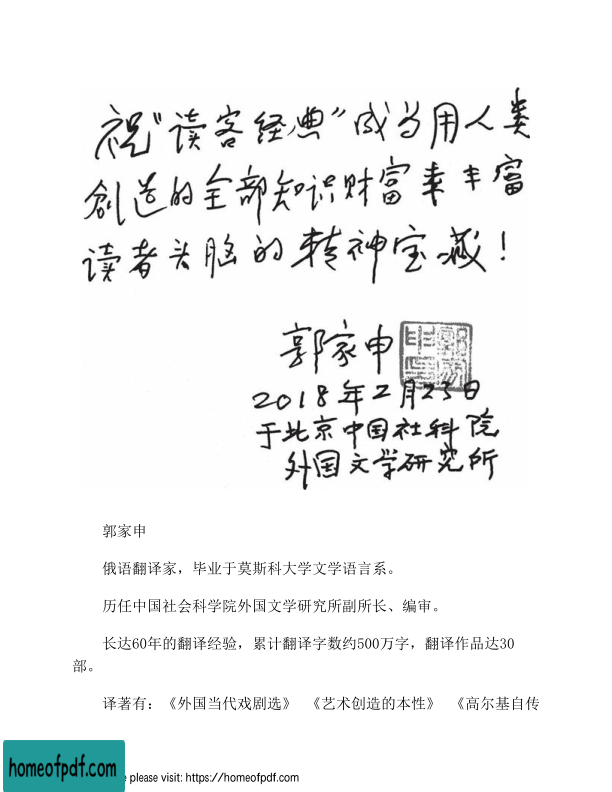 祝“读客经典”成为用人类
創造的全部知识财富来丰富
读者头脑的精神宝藏！
郭家申
2018年2月23日
于北京中国社科院
外国文学研究所
郭家申
俄语翻译家，毕业于莫斯科大学文学语言系。
历任中国社会科学院外国文学研究所副所长、编审。
长达60年的翻译经验，累计翻译字数约500万字，翻译作品达30
部。
译著有：《外国当代戏剧选》 《艺术创造的本性》 《高尔基自传
homeofpdf.com
e please visit: https://homeofpdf.com